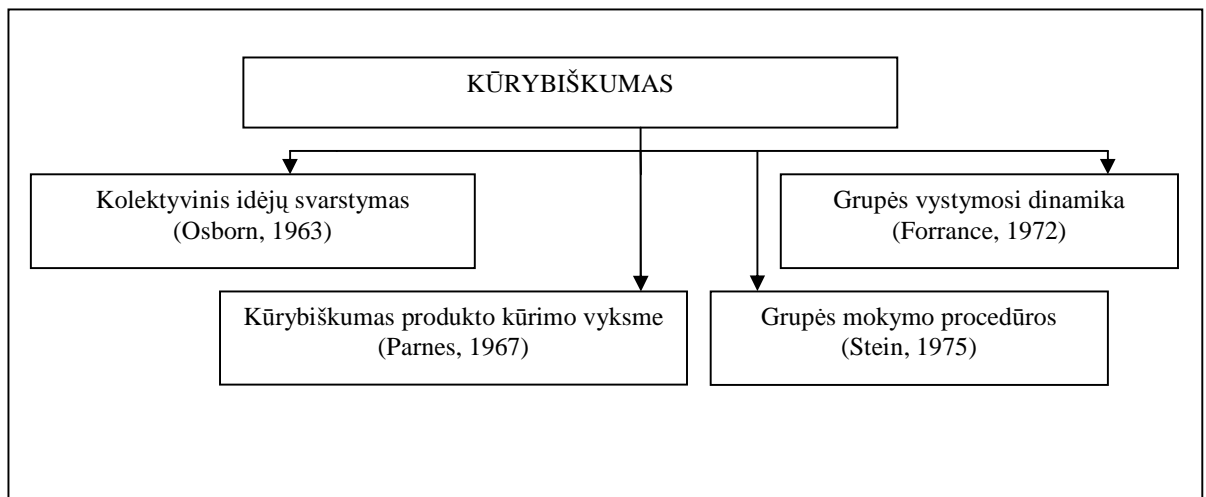 KŪRYBIŠKUMAS
Kolektyvinis idėjų svarstymas
(Osborn, 1963)
Grupės vystymosi dinamika
(Forrance, 1972)
Kūrybiškumas produkto kūrimo vyksme
(Parnes, 1967)
Grupės mokymo procedūros
(Stein, 1975)